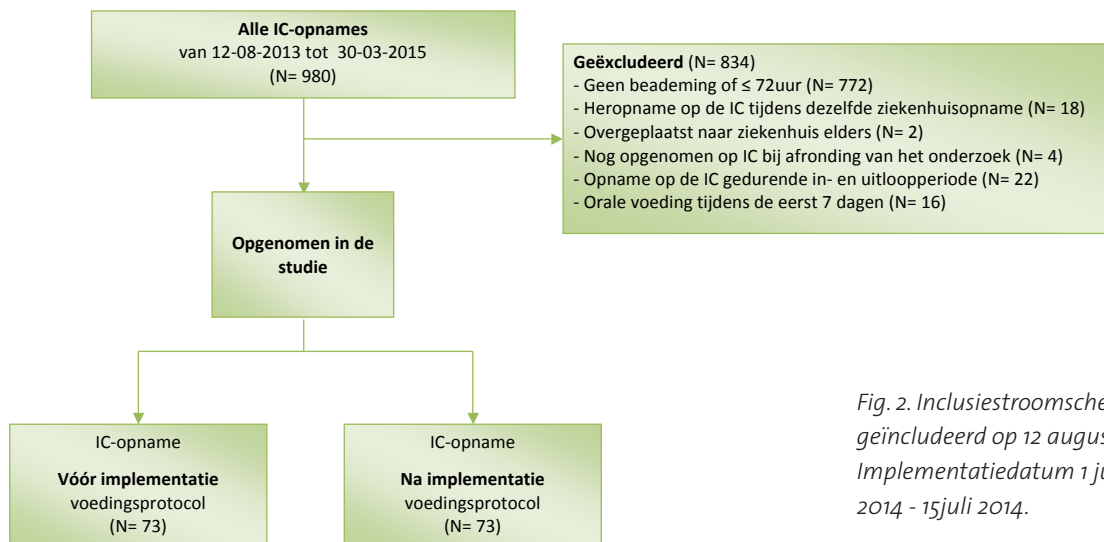 Alle IC-opnames
van 12-08-2013 tot 30-03-2015
(N= 980)
Geëxcludeerd (N= 834)
- Geen beademing of ≤ 72uur (N= 772)
- Heropname op de IC tijdens dezelfde ziekenhuisopname (N= 18)
- Overgeplaatst naar ziekenhuis elders (N= 2)
- Nog opgenomen op IC bij afronding van het onderzoek (N= 4)
- Opname op de IC gedurende in- en uitloopperiode (N= 22)
- Orale voeding tijdens de eerst 7 dagen (N= 16)
Opgenomen in de
studie
IC-opname
Vóór implementatie
voedingsprotocol
(N= 73)
IC-opname
Na implementatie
voedingsprotocol
(N= 73)
Fig. 2. Inclusiestroomsche
geïncludeerd op 12 augus
Implementatiedatum 1 ju
2014 - 15juli 2014.